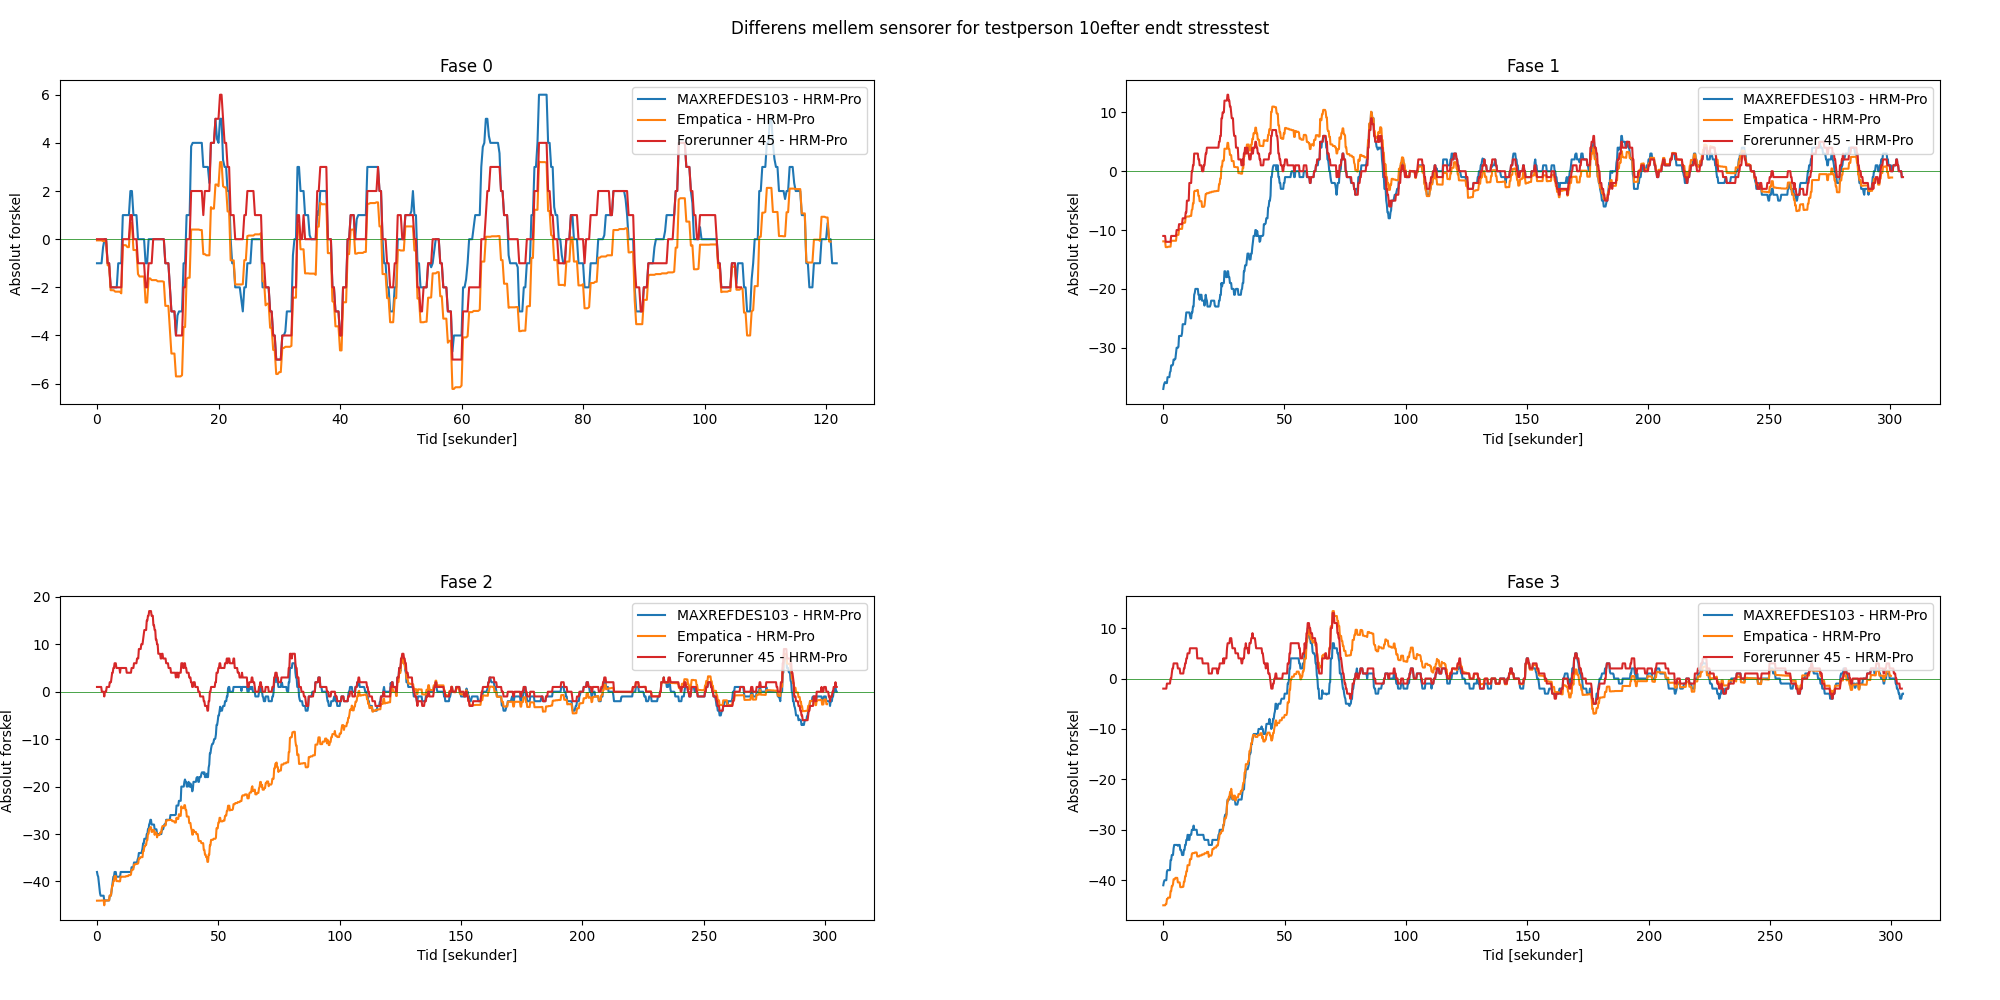 Differens mellem sensorer for testperson 10efter endt stresstest
Fase 0
6
4
2
0
−2
−4
−6
Absolut forskel
MAXREFDES103 - HRM-Pro
Empatica - HRM-Pro
Forerunner 45 - HRM-Pro
0 20 40 60 80 100 120
Tid [sekunder]
Fase 1
10
0
−10
−20
−30
Absolut forskel
MAXREFDES103 - HRM-Pro
Empatica - HRM-Pro
Forerunner 45 - HRM-Pro
0 50 100 150 200 250 300
Tid [sekunder]
Fase 2
20
10
0
−10
−20
−30
−40
Absolut forskel
MAXREFDES103 - HRM-Pro
Empatica - HRM-Pro
Forerunner 45 - HRM-Pro
0 50 100 150 200 250 300
Tid [sekunder]
Fase 3
10
0
−10
−20
−30
−40
Absolut forskel
MAXREFDES103 - HRM-Pro
Empatica - HRM-Pro
Forerunner 45 - HRM-Pro
0 50 100 150 200 250 300
Tid [sekunder]